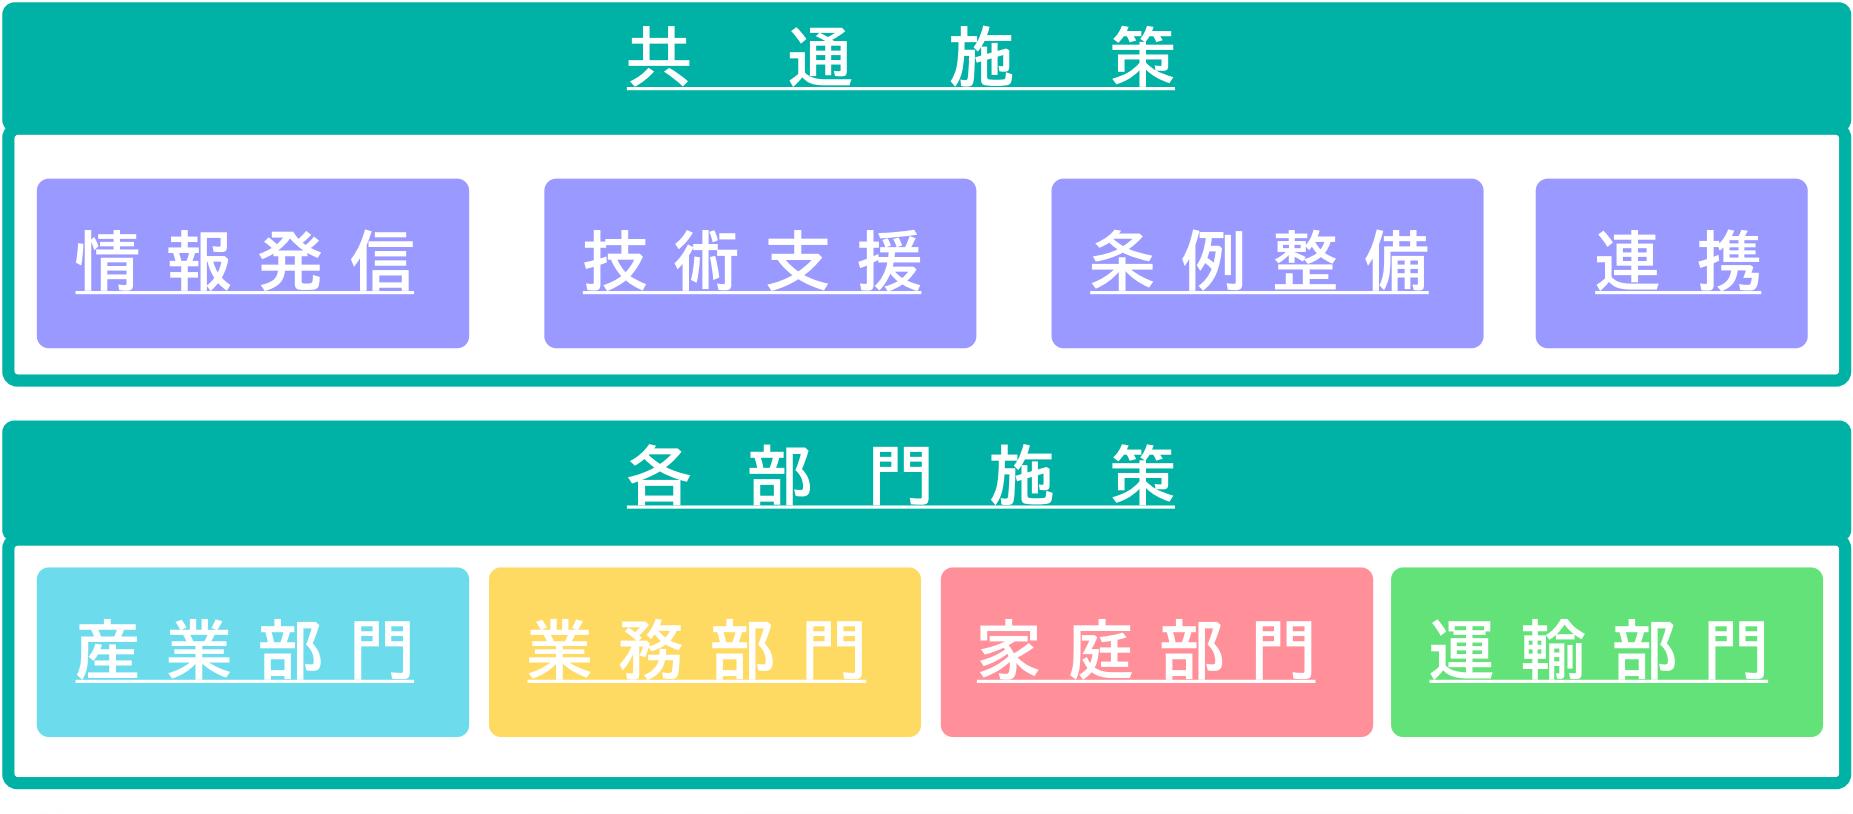 共通施策
情報発信
技術支援
条例整備
連携
各部門施策
産業部門
業務部門
家庭部門
運輸部門